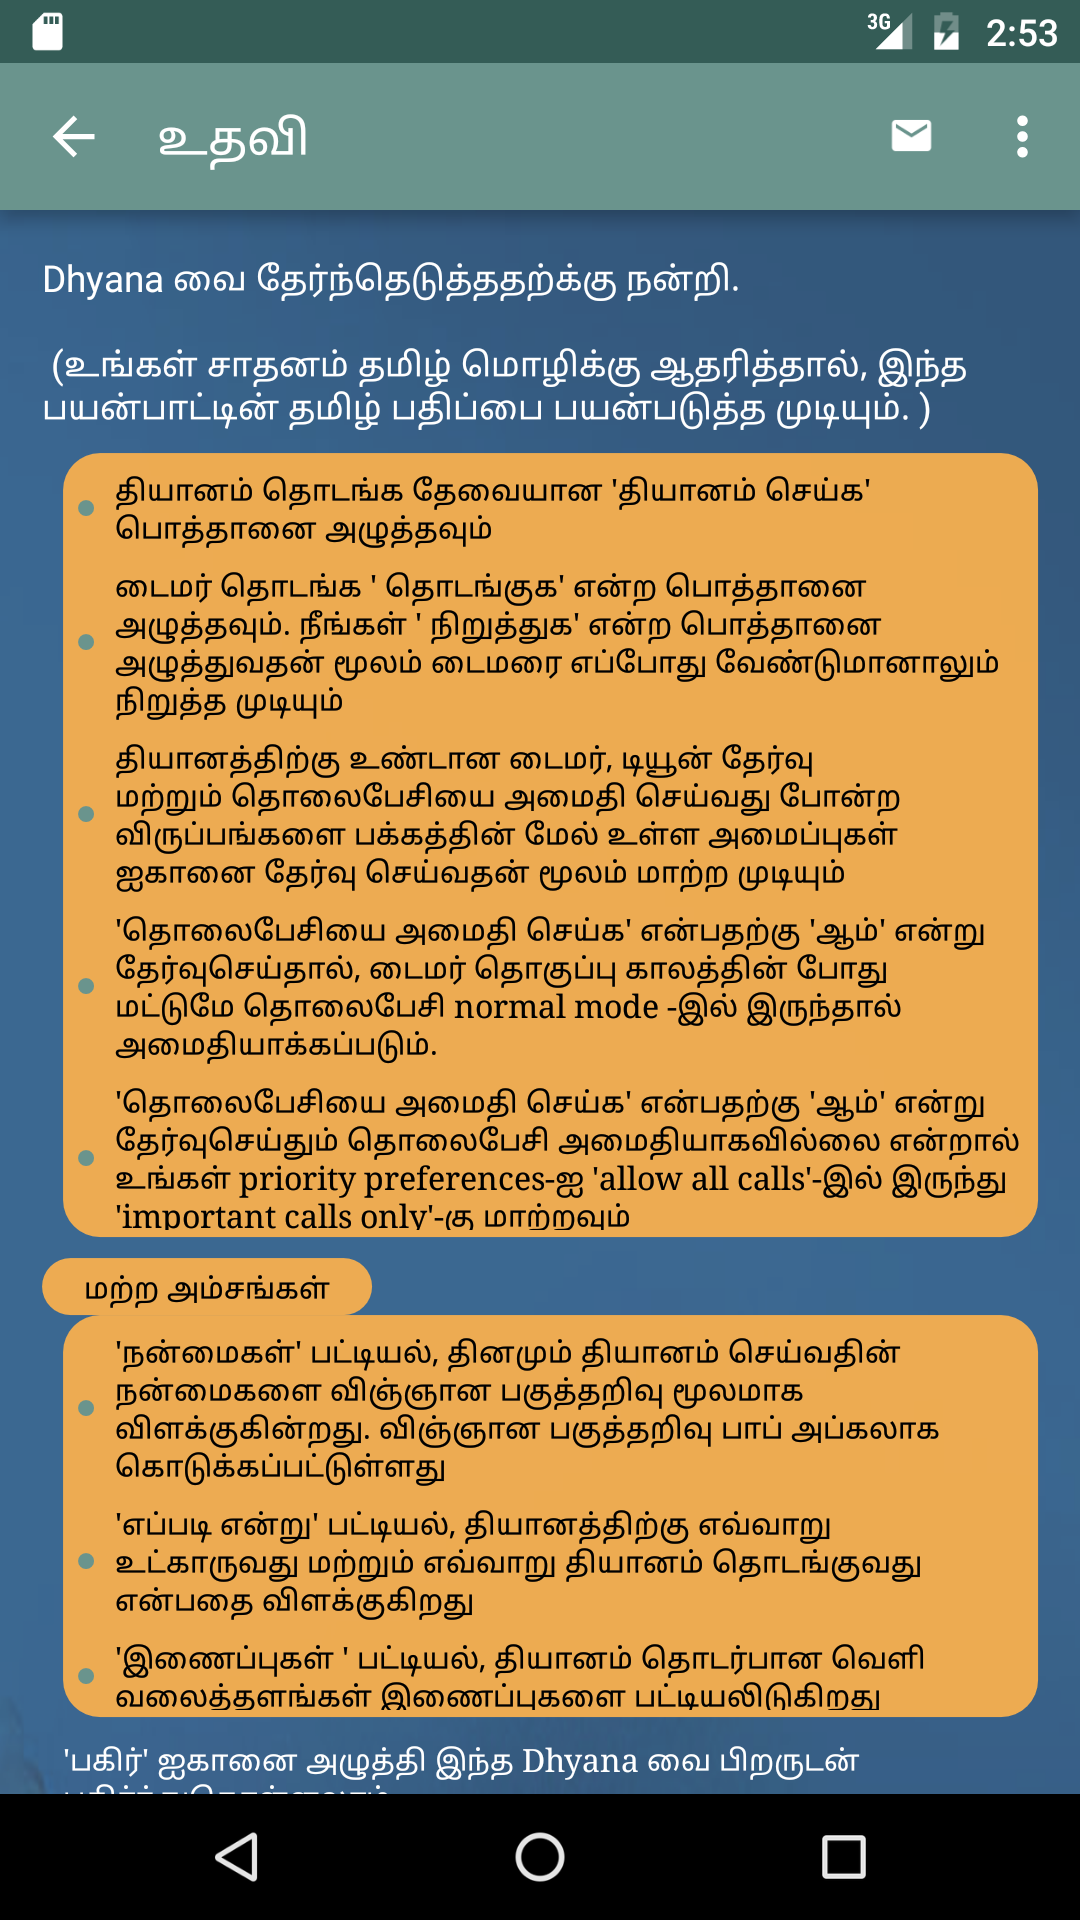 3G 2:53
உதவி
Dhyana வை தேர்ந்தெடுத்ததற்க்கு நன்றி.
(உங்கள் சாதனம் தமிழ் மொழிக்கு ஆதரித்தால், இந்த
பயன்பாட்டின் தமிழ் பதிப்பை பயன்படுத்த முடியும். )
தியானம் தொடங்க தேவையான 'தியானம் செய்க'
பொத்தானை அழுத்தவும்
டைமர் தொடங்க ' தொடங்குக' என்ற பொத்தானை
அழுத்தவும். நீங்கள் ' நிறுத்துக' என்ற பொத்தானை
அழுத்துவதன் மூலம் டைமரை எப்போது வேண்டுமானாலும்
நிறுத்த முடியும்
தியானத்திற்கு உண்டான டைமர், டியூன் தேர்வு
மற்றும் தொலைபேசியை அமைதி செய்வது போன்ற
விருப்பங்களை பக்கத்தின் மேல் உள்ள அமைப்புகள்
ஐகானை தேர்வு செய்வதன் மூலம் மாற்ற முடியும்
'தொலைபேசியை அமைதி செய்க' என்பதற்கு 'ஆம்' என்று
தேர்வுசெய்தால், டைமர் தொகுப்பு காலத்தின் போது
மட்டுமே தொலைபேசி normal mode -இல் இருந்தால்
அமைதியாக்கப்படும்.
'தொலைபேசியை அமைதி செய்க' என்பதற்கு 'ஆம்' என்று
தேர்வுசெய்தும் தொலைபேசி அமைதியாகவில்லை என்றால்
உங்கள் priority preferences-ஐ 'allow all calls'-இல் இருந்து
'important calls only'-கு மாற்றவும்
மற்ற அம்சங்கள்
'நன்மைகள்' பட்டியல், தினமும் தியானம் செய்வதின்
நன்மைகளை விஞ்ஞான பகுத்தறிவு மூலமாக
விளக்குகின்றது. விஞ்ஞான பகுத்தறிவு பாப் அப்கலாக
கொடுக்கப்பட்டுள்ளது
'எப்படி என்று' பட்டியல், தியானத்திற்கு எவ்வாறு
உட்காருவது மற்றும் எவ்வாறு தியானம் தொடங்குவது
என்பதை விளக்குகிறது
'இணைப்புகள் ' பட்டியல், தியானம் தொடர்பான வெளி
வலைத்தளங்கள் இணைப்புகளை பட்டியலிடுகிறது
'பகிர்' ஐகானை அழுத்தி இந்த Dhyana வை பிறருடன்